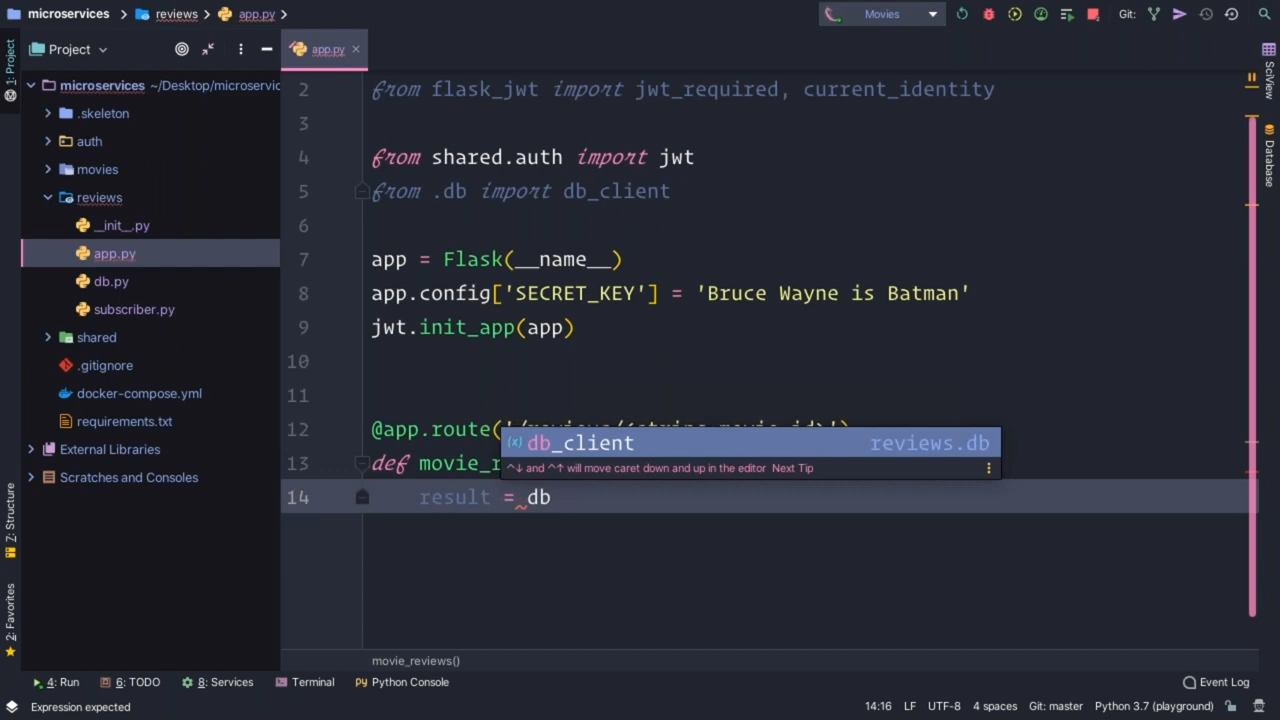 microservices > reviews > app.py >
Movies
Git:
1: Project
Project
app.py
SciView
Database
microservices ~/Desktop/microservic
.skeleton
auth
movies
reviews
__init__.py
app.py
db.py
subscriber.py
shared
.gitignore
docker-compose.yml
requirements.txt
External Libraries
Scratches and Consoles
2 from flask_jwt import jwt_required, current_identity
3
4 from shared.auth import jwt
5 from .db import db_client
6
7 app = Flask(__name__)
8 app.config['SECRET_KEY'] = 'Bruce Wayne is Batman'
9 jwt.init_app(app)
10
11
12 @app.route(
db_client reviews.db
13 def movie_r
^↓ and ^↑ will move caret down and up in the editor Next Tip
14 result = db
Z: Structure
2: Favorites
movie_reviews()
4: Run
6: TODO
8: Services
Terminal
Python Console
Event Log
Expression expected
14:16 LF UTF-8 4 spaces Git: master Python 3.7 (playground)